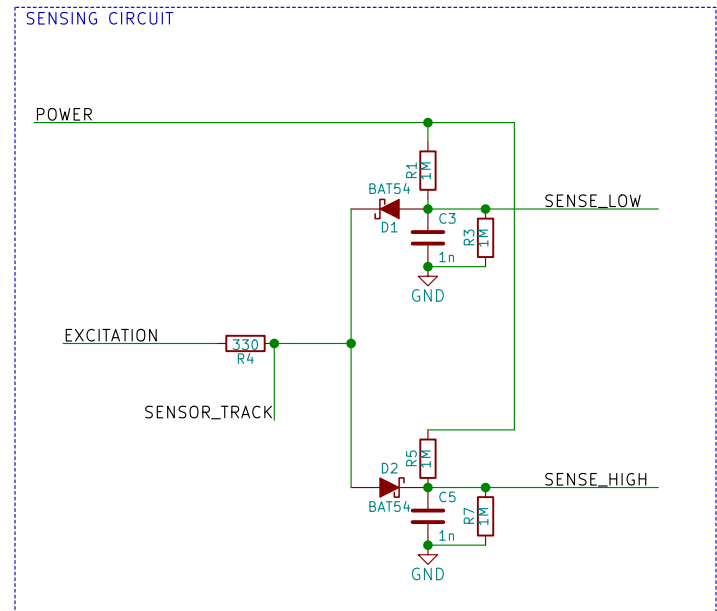 SENSING CIRCUIT
POWER
R1
1M
BAT54
D1
SENSE_LOW
C3
R3
1M
1n
GND
EXCITATION
330
R4
SENSOR_TRACK
R5
1M
D2
BAT54
SENSE_HIGH
C5
R7
1M
1n
GND